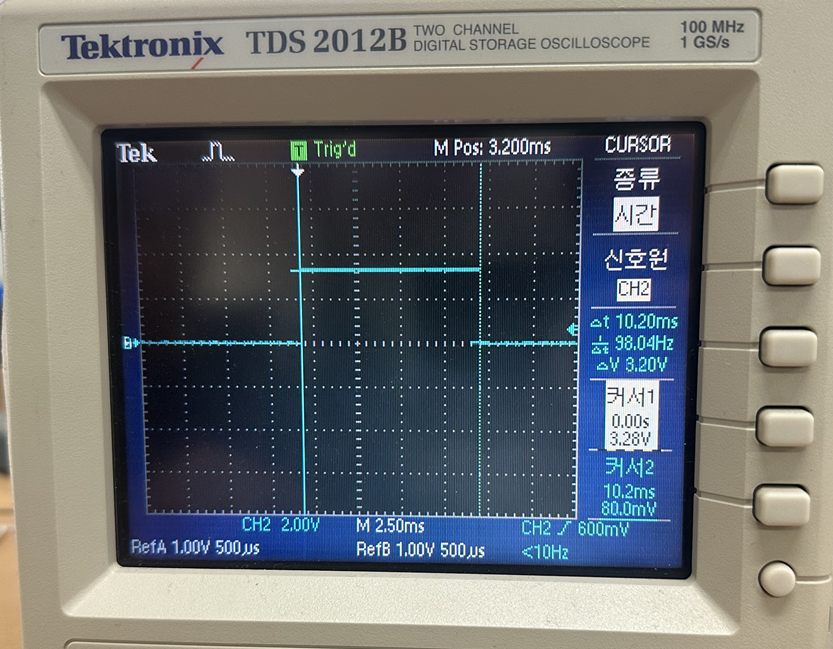 Tektronix TDS 2012B TWO CHANNEL DIGITAL STORAGE OSCILLOSCOPE 100 MHz 1 GS/s
Tek T Trig'd M Pos: 3.200ms CURSOR
종류
시간
신호원
CH2
Δt 10.20ms
1/Δt 98.04Hz
ΔV 3.20V
커서1
0.00s
3.28V
커서2
10.2ms
80.0mV
2
CH2 2.00V M 2.50ms CH2 600mV
RefA 1.00V 500µs RefB 1.00V 500µs <10Hz